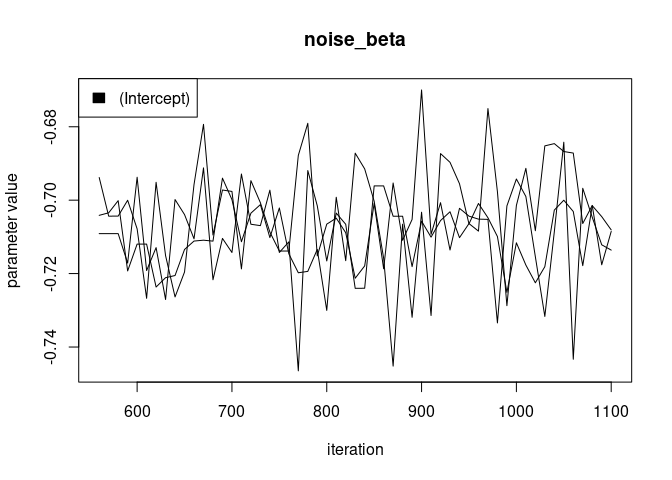 noise_beta
(Intercept)
parameter value
-0.68
-0.70
-0.72
-0.74
600 700 800 900 1000 1100
iteration